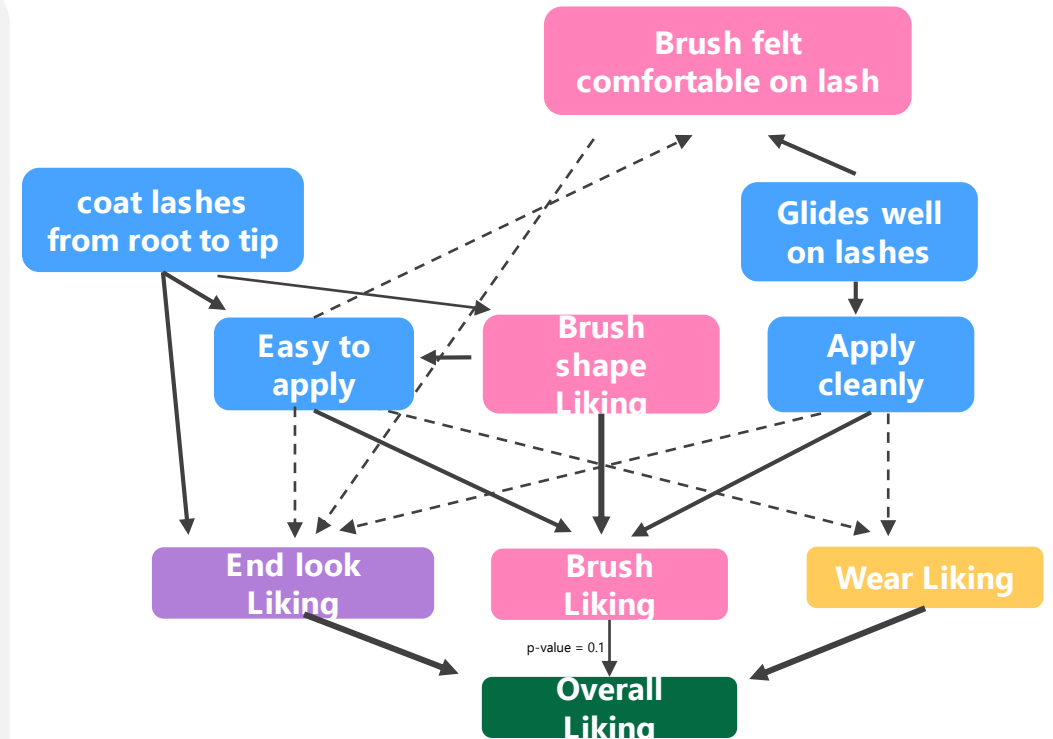 Brush felt
comfortable on lash
coat lashes
from root to tip
Glides well
on lashes
Easy to
apply
Brush
shape
Liking
Apply
cleanly
End look
Liking
Brush
Liking
Wear Liking
p-value = 0.1
Overall
Liking